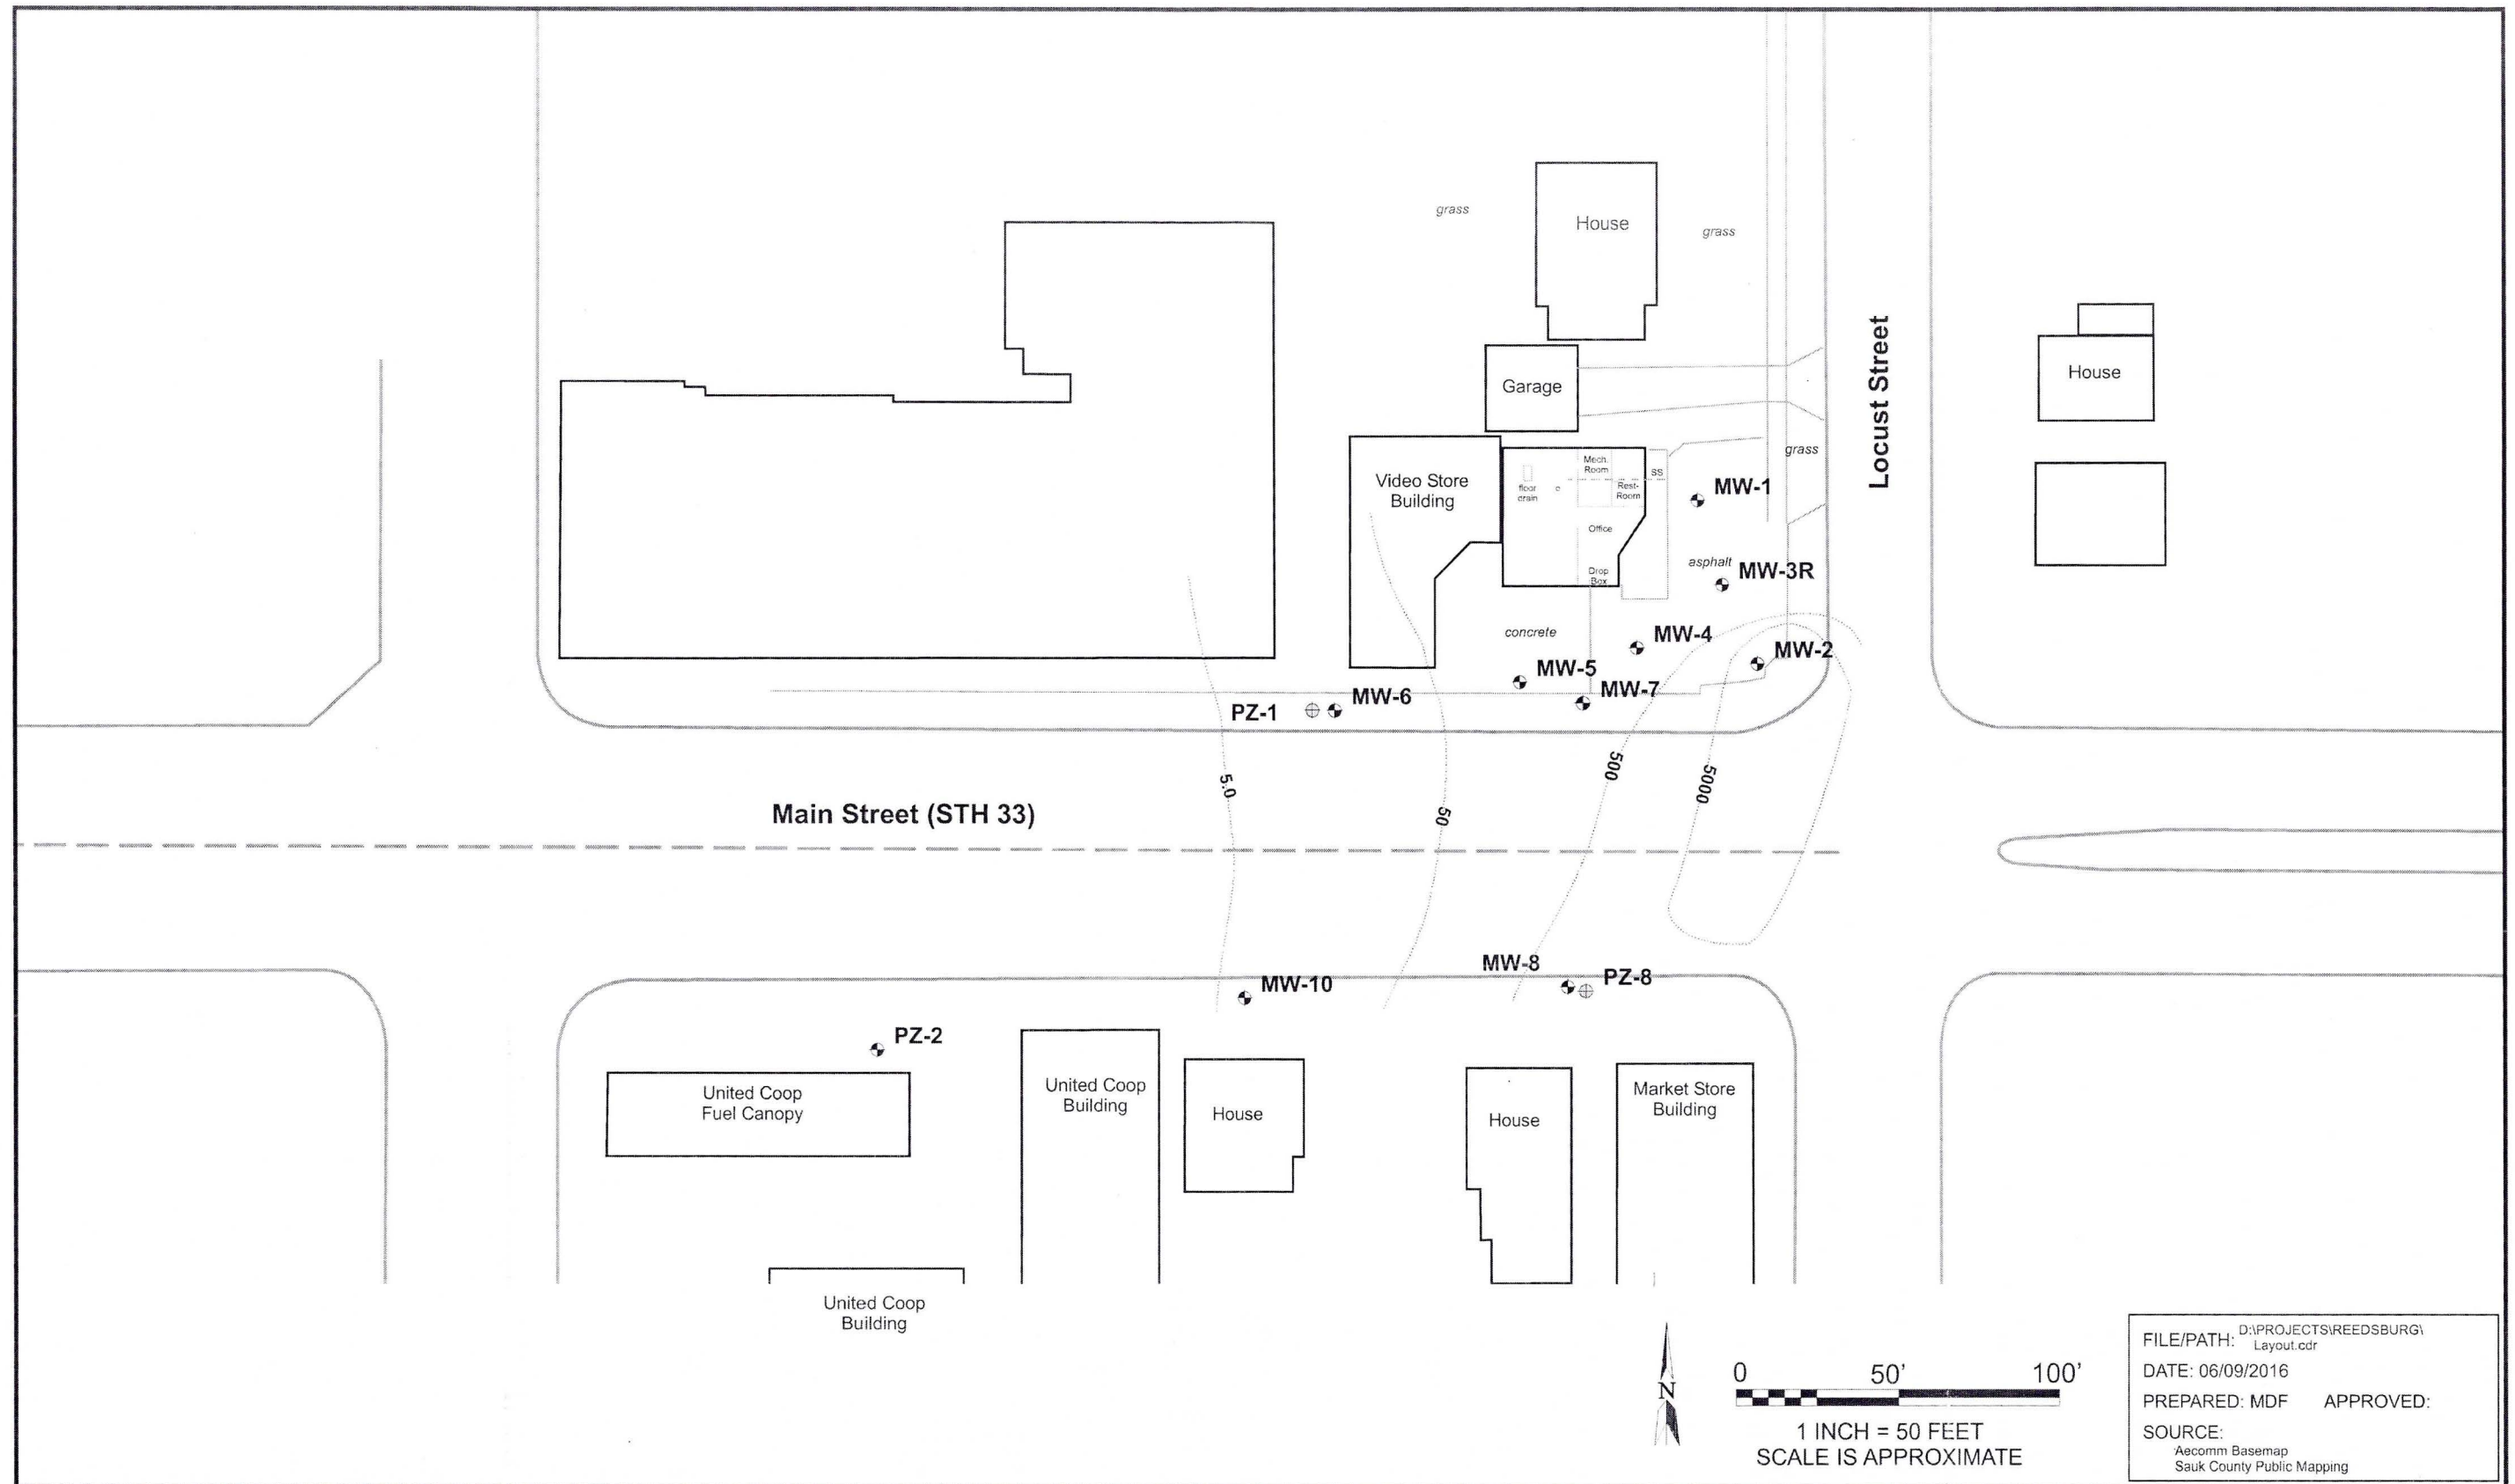 grass
House
grass
Locust Street
House
Garage
grass
Video Store
Building
Mech.
Room
SS
floor
drain
Rest-
Room
MW-1
Office
asphalt
MW-3R
Drop
Box
concrete
MW-4
MW-2
MW-5
MW-7
MW-6
PZ-1
5.0
50
500
5000
Main Street (STH 33)
MW-8
PZ-8
MW-10
PZ-2
United Coop
Fuel Canopy
United Coop
Building
House
House
Market Store
Building
United Coop
Building
N
0 50' 100'
1 INCH = 50 FEET
SCALE IS APPROXIMATE
FILE/PATH: D:\PROJECTS\REEDSBURG\
Layout.cdr
DATE: 06/09/2016
PREPARED: MDF APPROVED:
SOURCE:
Aecomm Basemap
Sauk County Public Mapping